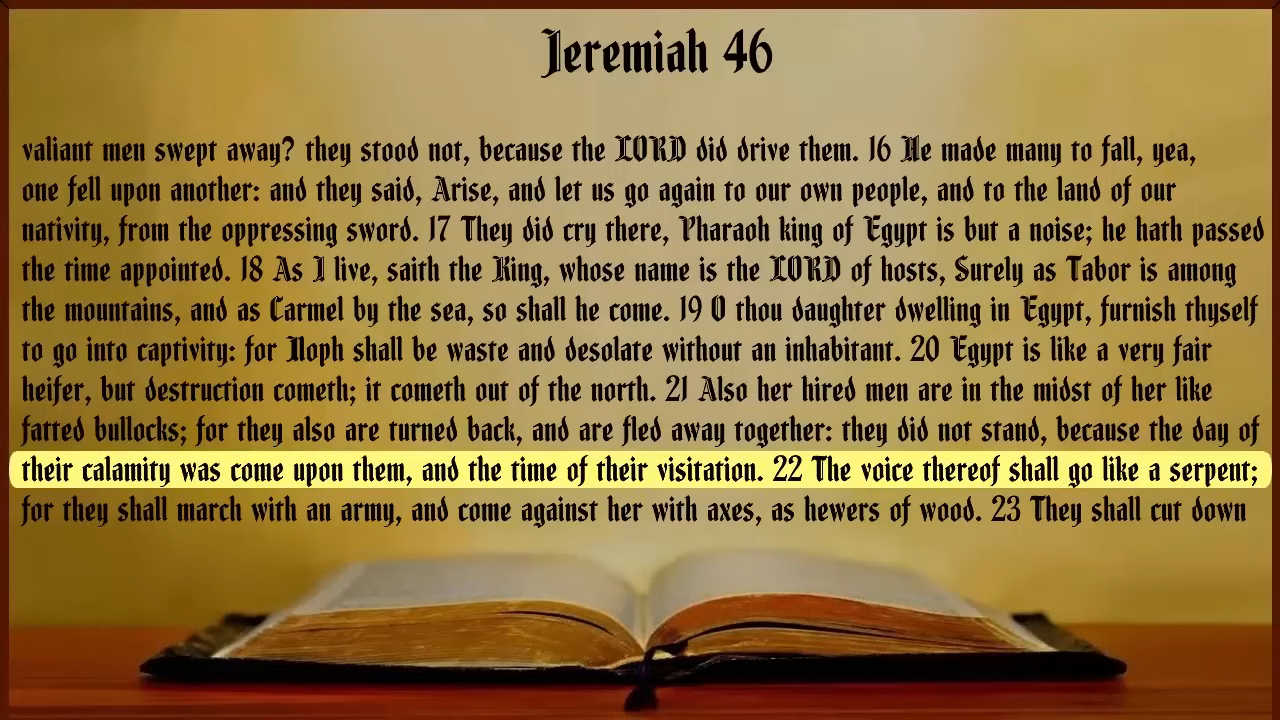 Jeremiah 46
valiant men swept away? they stood not, because the LORD did drive them. 16 He made many to fall, yea,
one fell upon another: and they said, Arise, and let us go again to our own people, and to the land of our
nativity, from the oppressing sword. 17 They did cry there, Pharaoh king of Egypt is but a noise; he hath passed
the time appointed. 18 As I live, saith the King, whose name is the LORD of hosts, Surely as Tabor is among
the mountains, and as Carmel by the sea, so shall he come. 19 O thou daughter dwelling in Egypt, furnish thyself
to go into captivity: for Noph shall be waste and desolate without an inhabitant. 20 Egypt is like a very fair
heifer, but destruction cometh; it cometh out of the north. 21 Also her hired men are in the midst of her like
fatted bullocks; for they also are turned back, and are fled away together: they did not stand, because the day of
their calamity was come upon them, and the time of their visitation. 22 The voice thereof shall go like a serpent;
for they shall march with an army, and come against her with axes, as hewers of wood. 23 They shall cut down